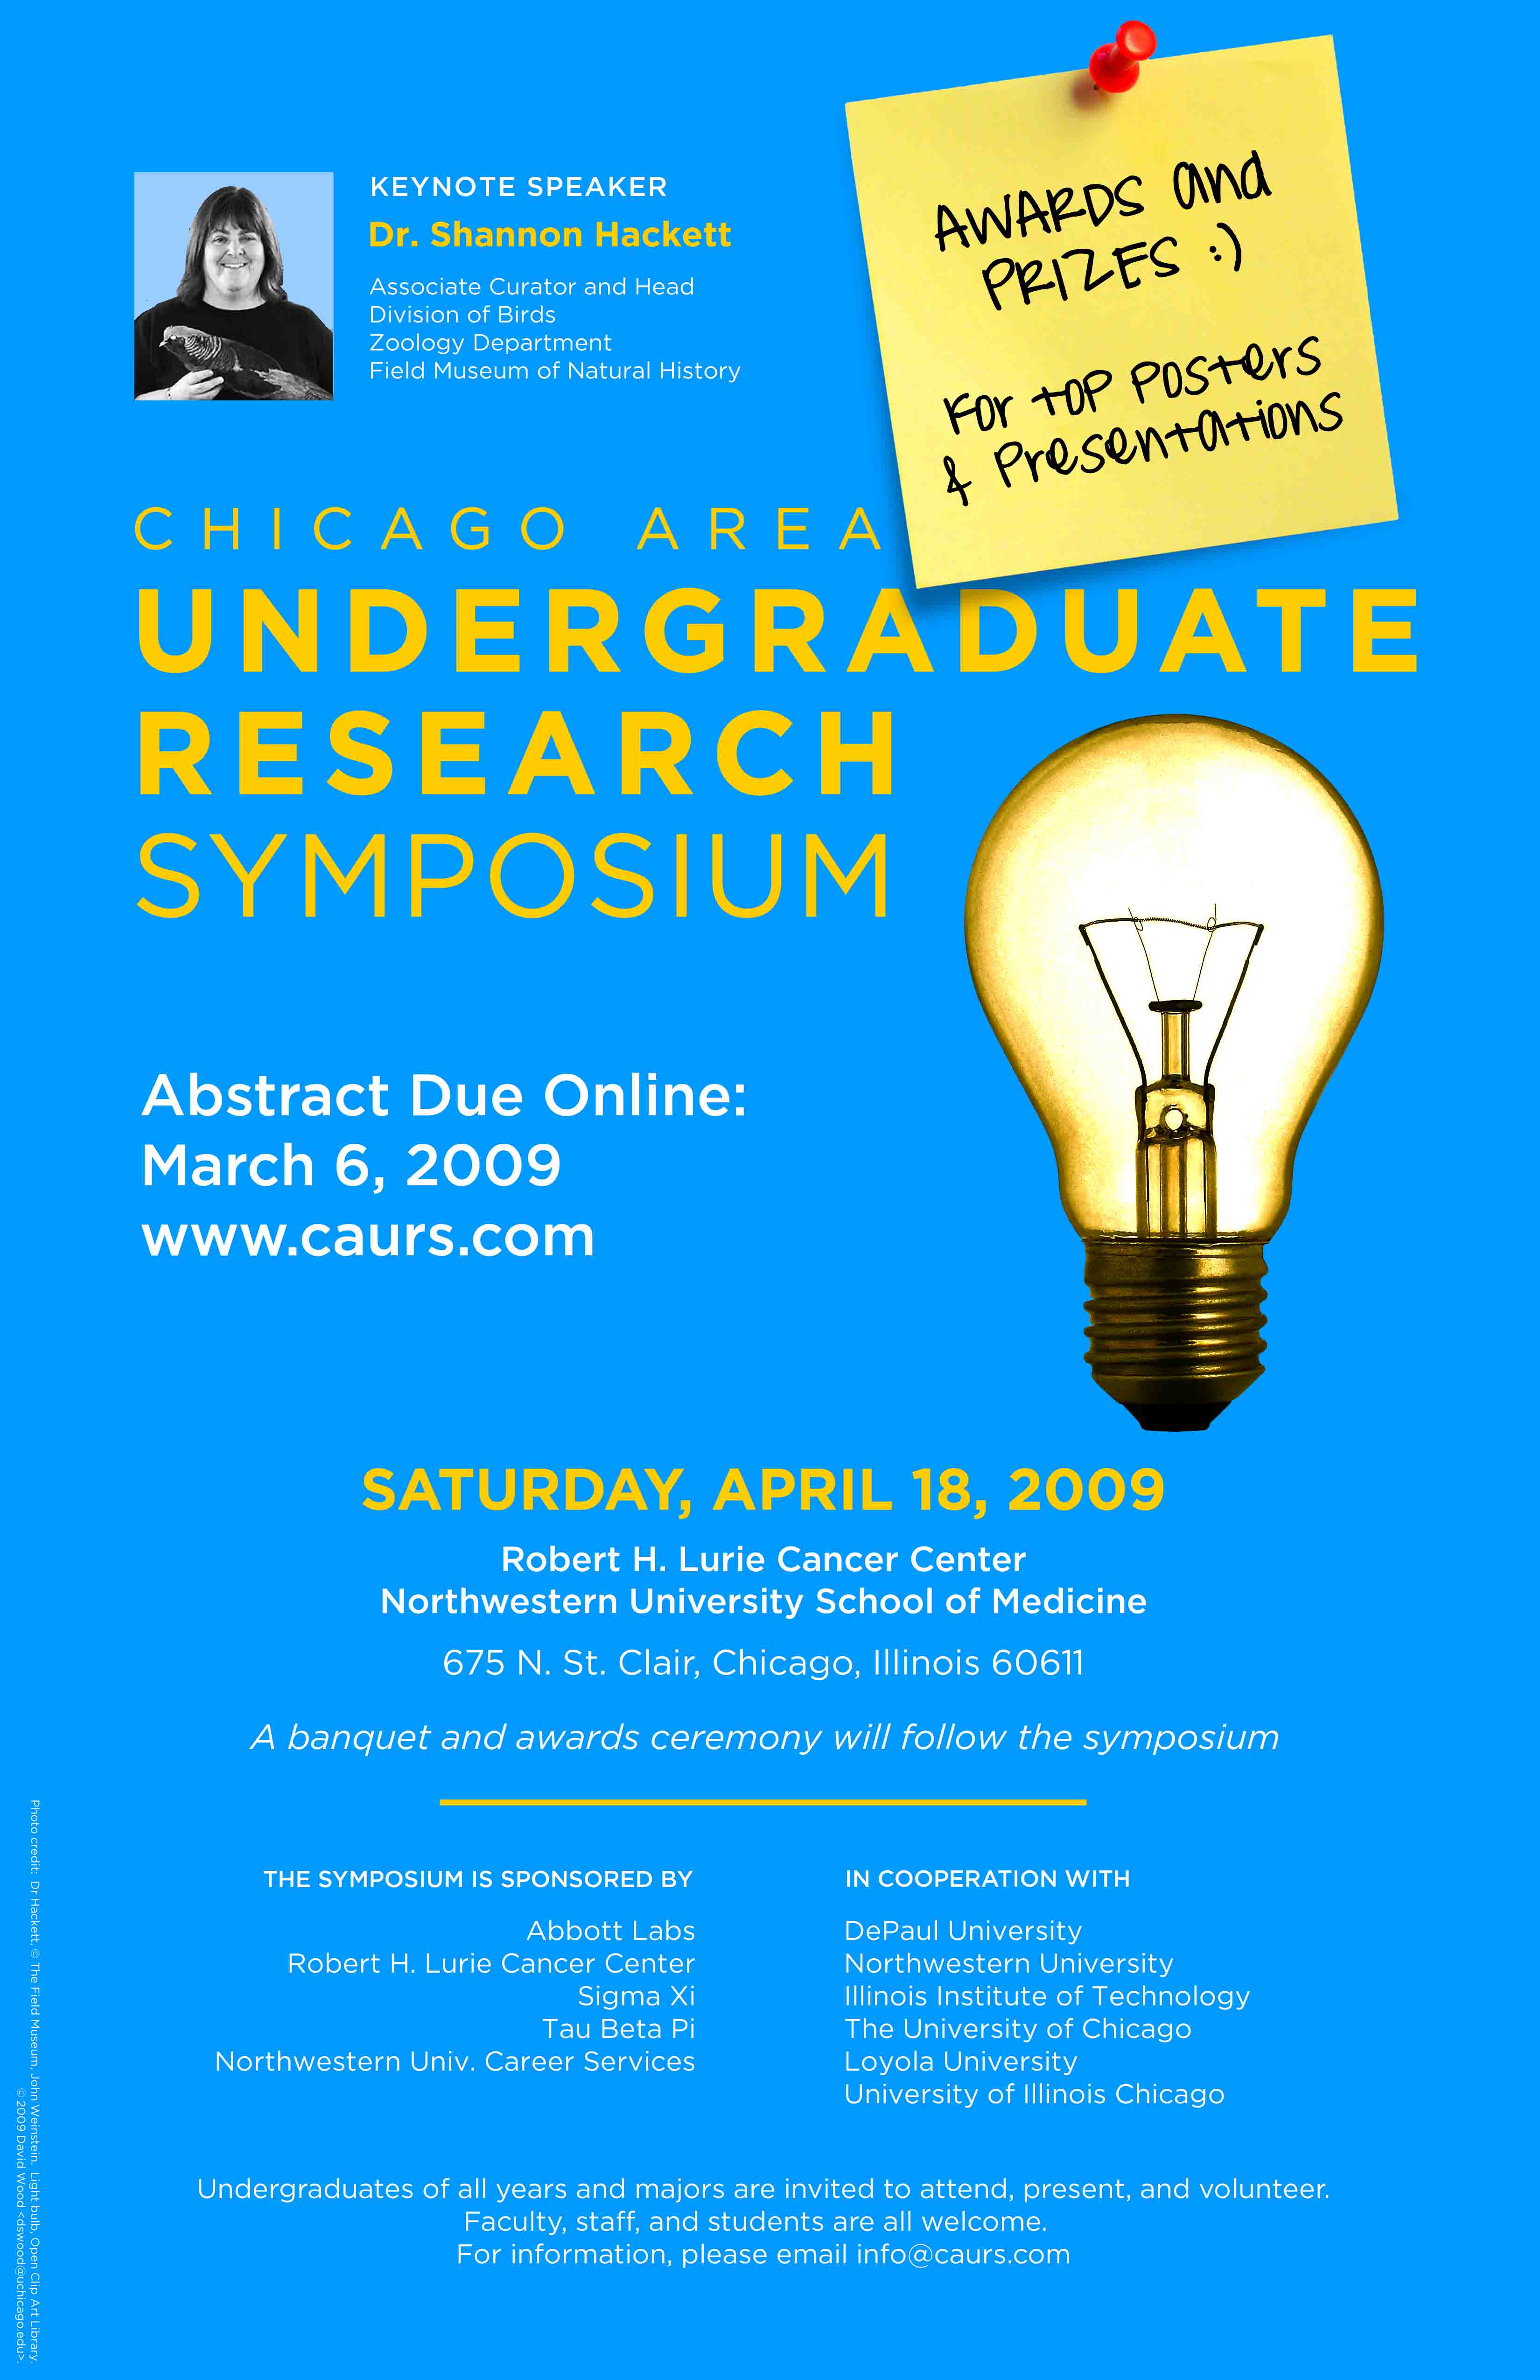 KEYNOTE SPEAKER
Dr. Shannon Hackett
Associate Curator and Head
Division of Birds
Zoology Department
Field Museum of Natural History
AWARDS and
PRIZES :)
For top Posters
& Presentations
CHICAGO AREA
UNDERGRADUATE
RESEARCH
SYMPOSIUM
Abstract Due Online:
March 6, 2009
www.caurs.com
SATURDAY, APRIL 18, 2009
Robert H. Lurie Cancer Center
Northwestern University School of Medicine
675 N. St. Clair, Chicago, Illinois 60611
A banquet and awards ceremony will follow the symposium
THE SYMPOSIUM IS SPONSORED BY
Abbott Labs
Robert H. Lurie Cancer Center
Sigma Xi
Tau Beta Pi
Northwestern Univ. Career Services
IN COOPERATION WITH
DePaul University
Northwestern University
Illinois Institute of Technology
The University of Chicago
Loyola University
University of Illinois Chicago
Undergraduates of all years and majors are invited to attend, present, and volunteer.
Faculty, staff, and students are all welcome.
For information, please email info@caurs.com
Photo credit: Dr Hackett, © The Field Museum, John Weinstein. Light bulb, Open Clip Art Library.
© 2009 David Wood <dswood@uchicago.edu>.